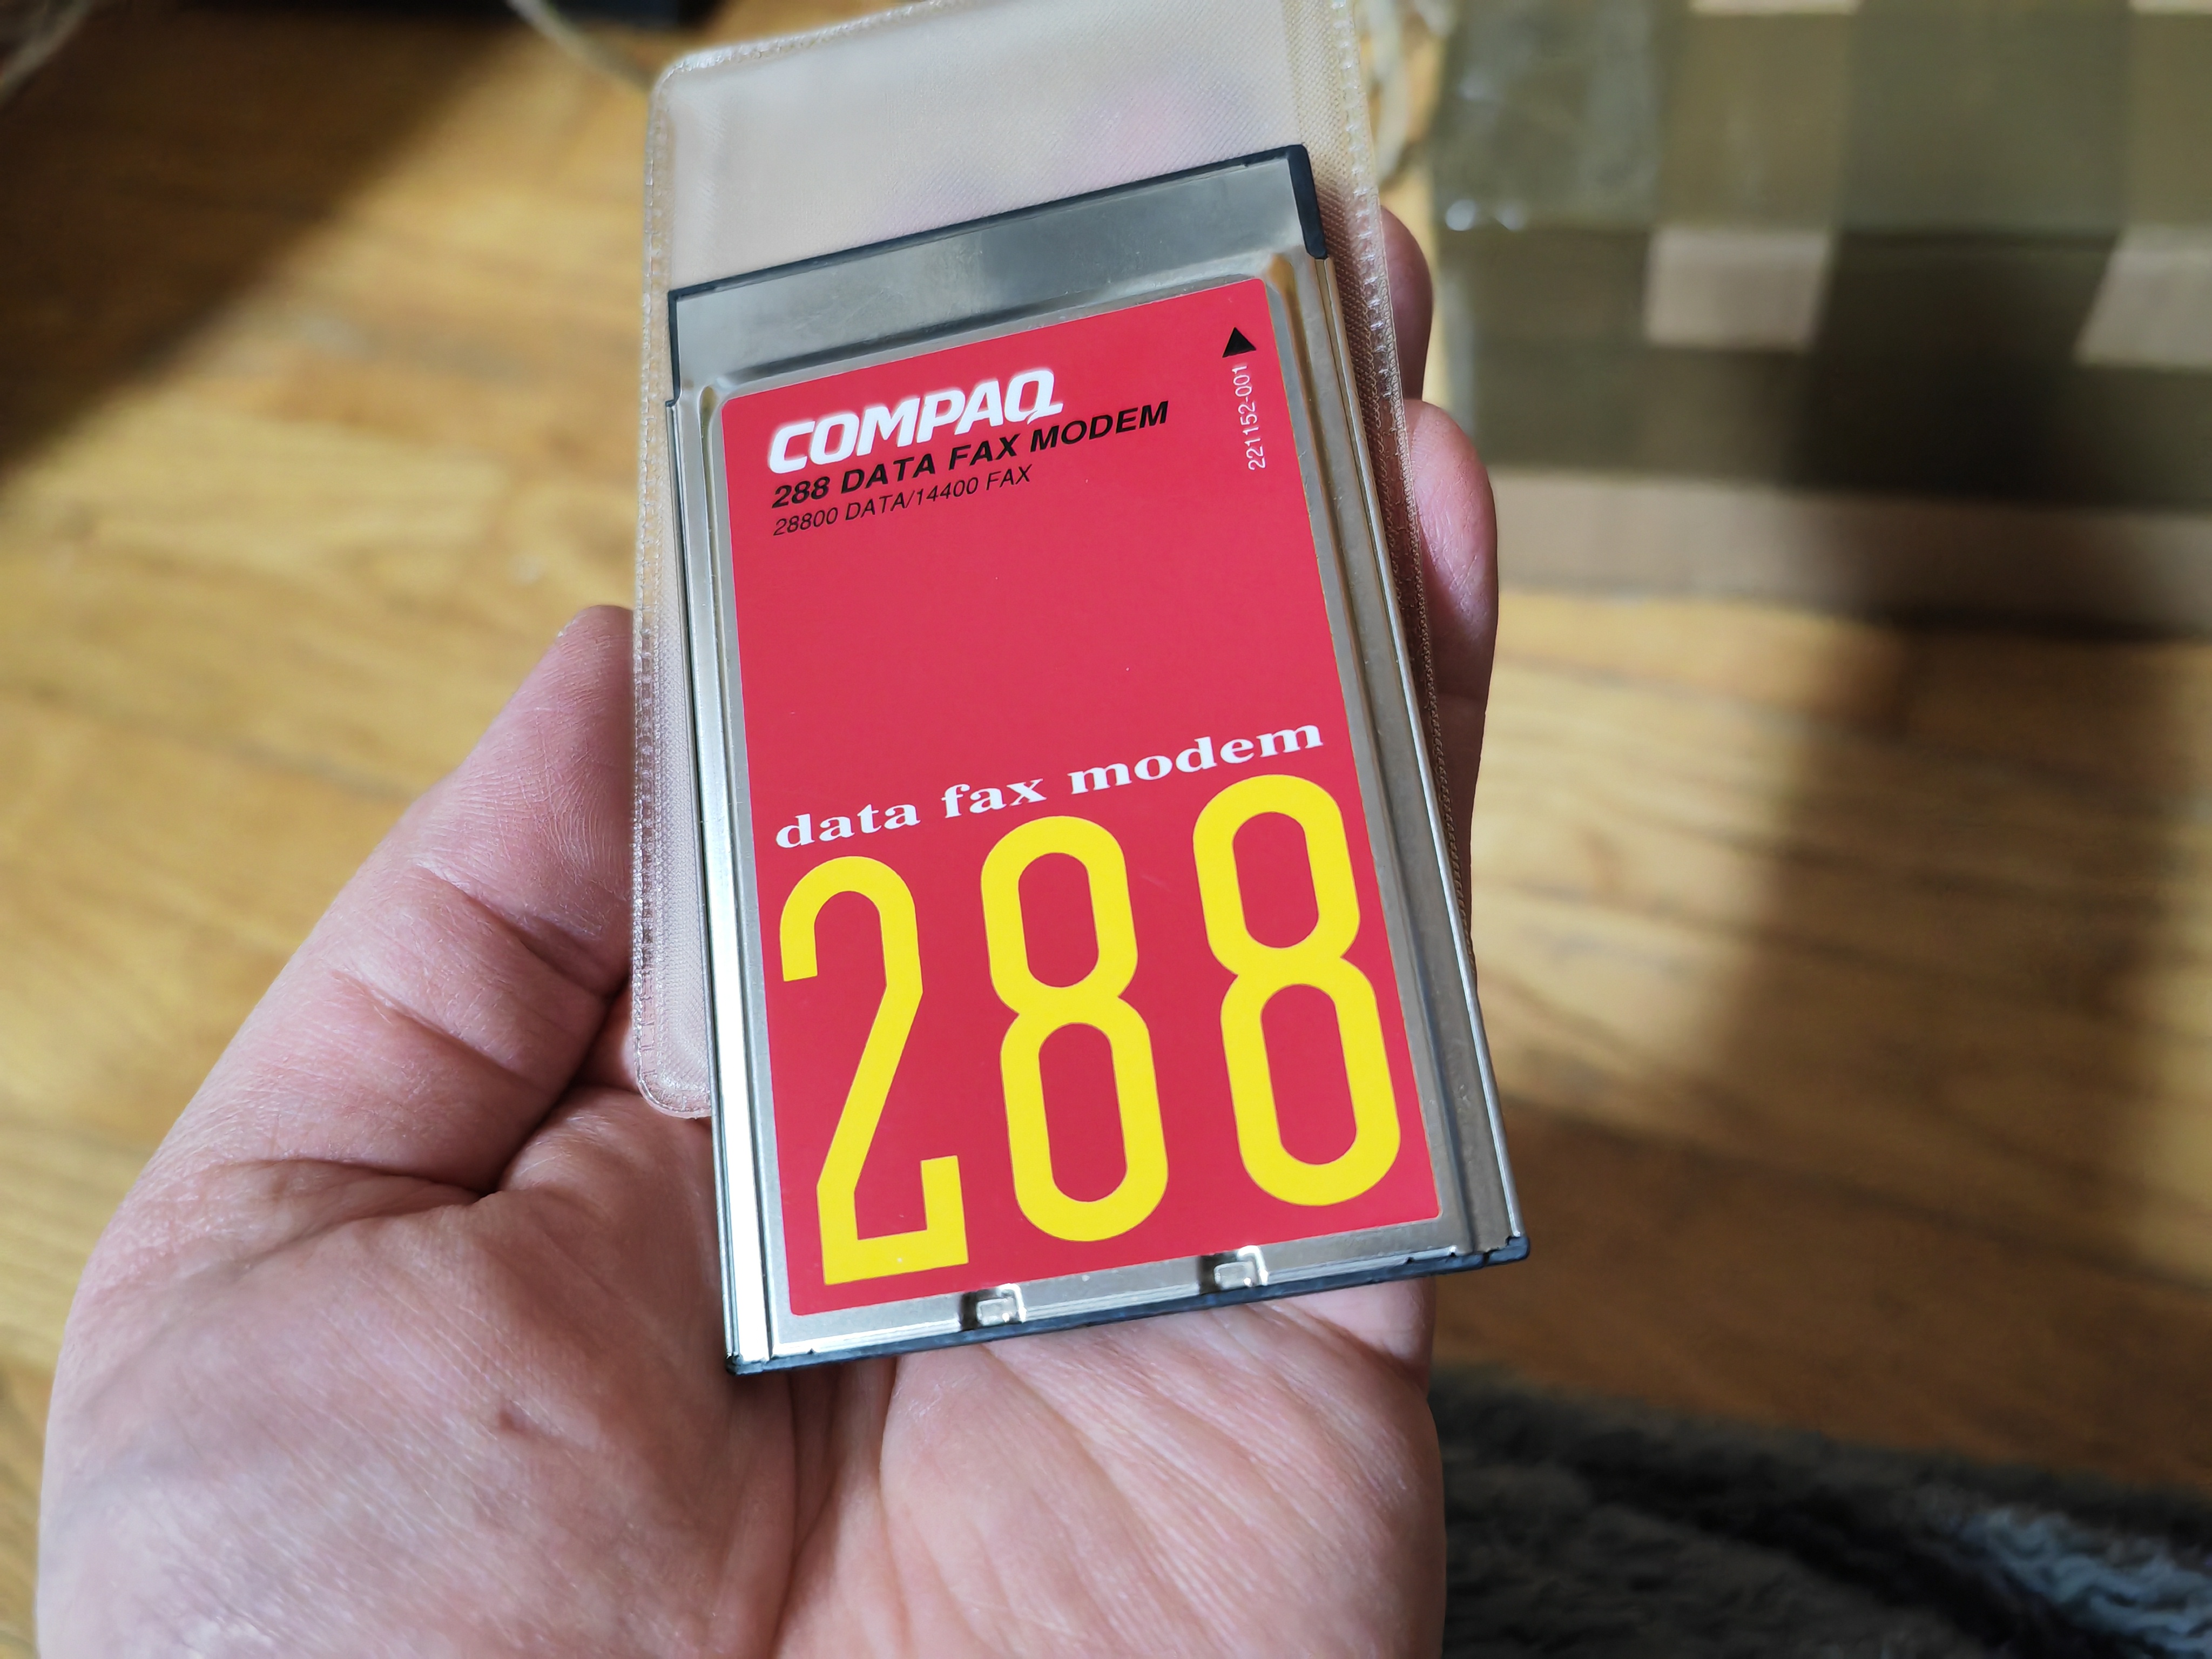 COMPAQ
288 DATA FAX MODEM
28800 DATA/14400 FAX
221152-001
data fax modem
288